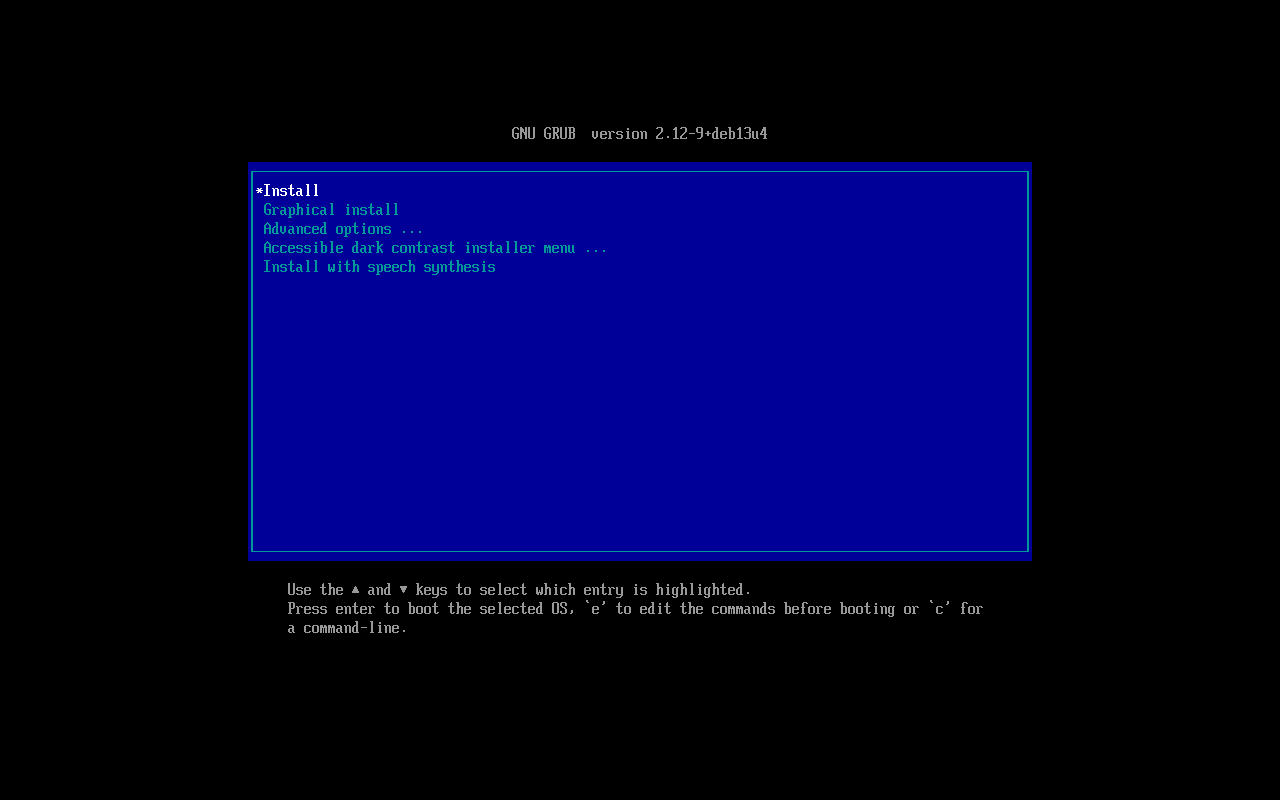 GNU GRUB  version 2.12-9+deb13u4
*Install
Graphical install
Advanced options ...
Accessible dark contrast installer menu ...
Install with speech synthesis
Use the ▲ and ▼ keys to select which entry is highlighted.
Press enter to boot the selected OS, `e' to edit the commands before booting or `c' for
a command-line.